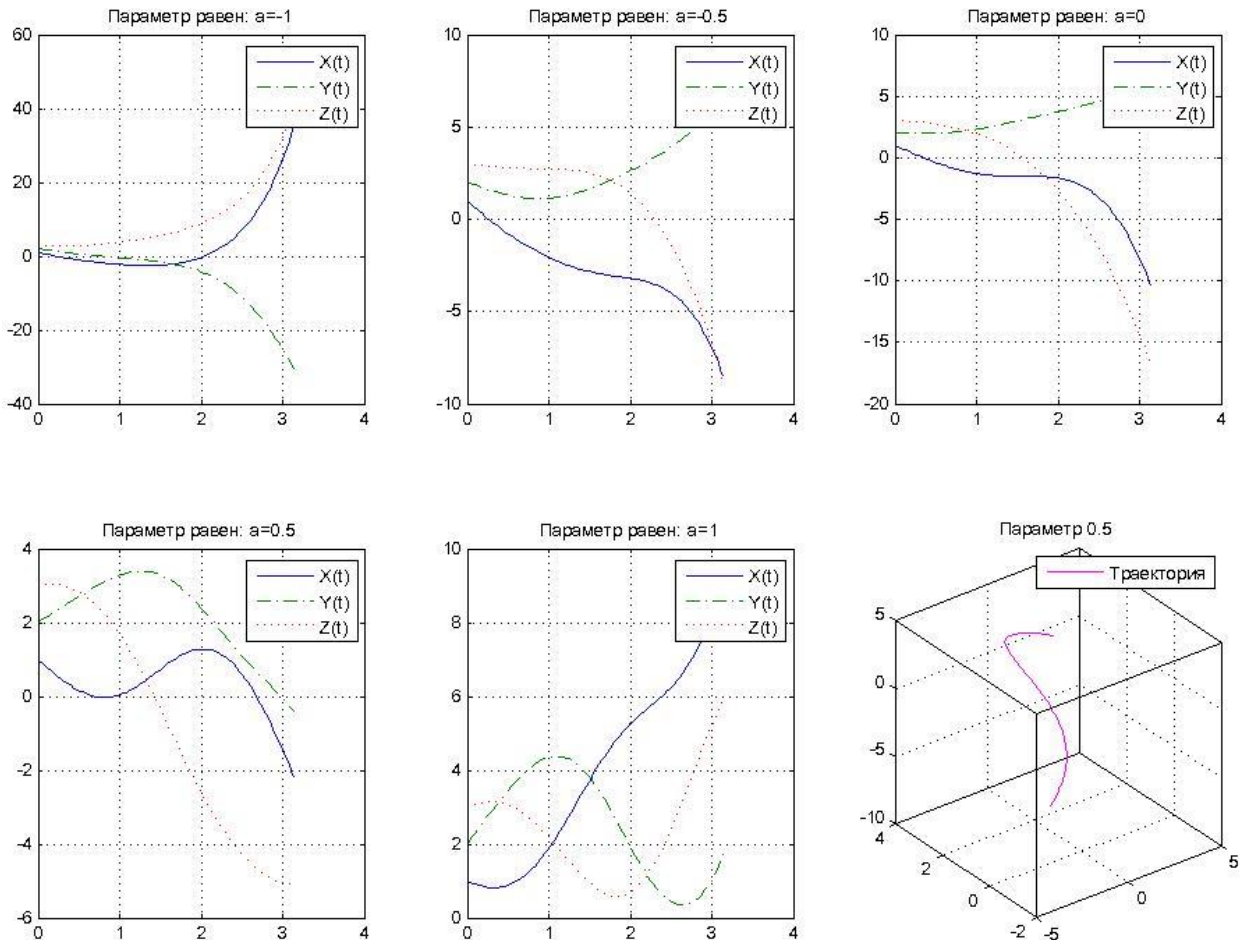 Параметр равен: a=-1
60
40
20
0
-20
-40
0 1 2 3 4
X(t)
Y(t)
Z(t)
Параметр равен: a=-0.5
10
5
0
-5
-10
0 1 2 3 4
X(t)
Y(t)
Z(t)
Параметр равен: a=0
10
5
0
-5
-10
-15
-20
0 1 2 3 4
X(t)
Y(t)
Z(t)
Параметр равен: a=0.5
4
2
0
-2
-4
-6
0 1 2 3 4
X(t)
Y(t)
Z(t)
Параметр равен: a=1
10
8
6
4
2
0
0 1 2 3 4
X(t)
Y(t)
Z(t)
Параметр 0.5
Траектория
5
0
-5
-10
4
2
0
-2
-5
0
5